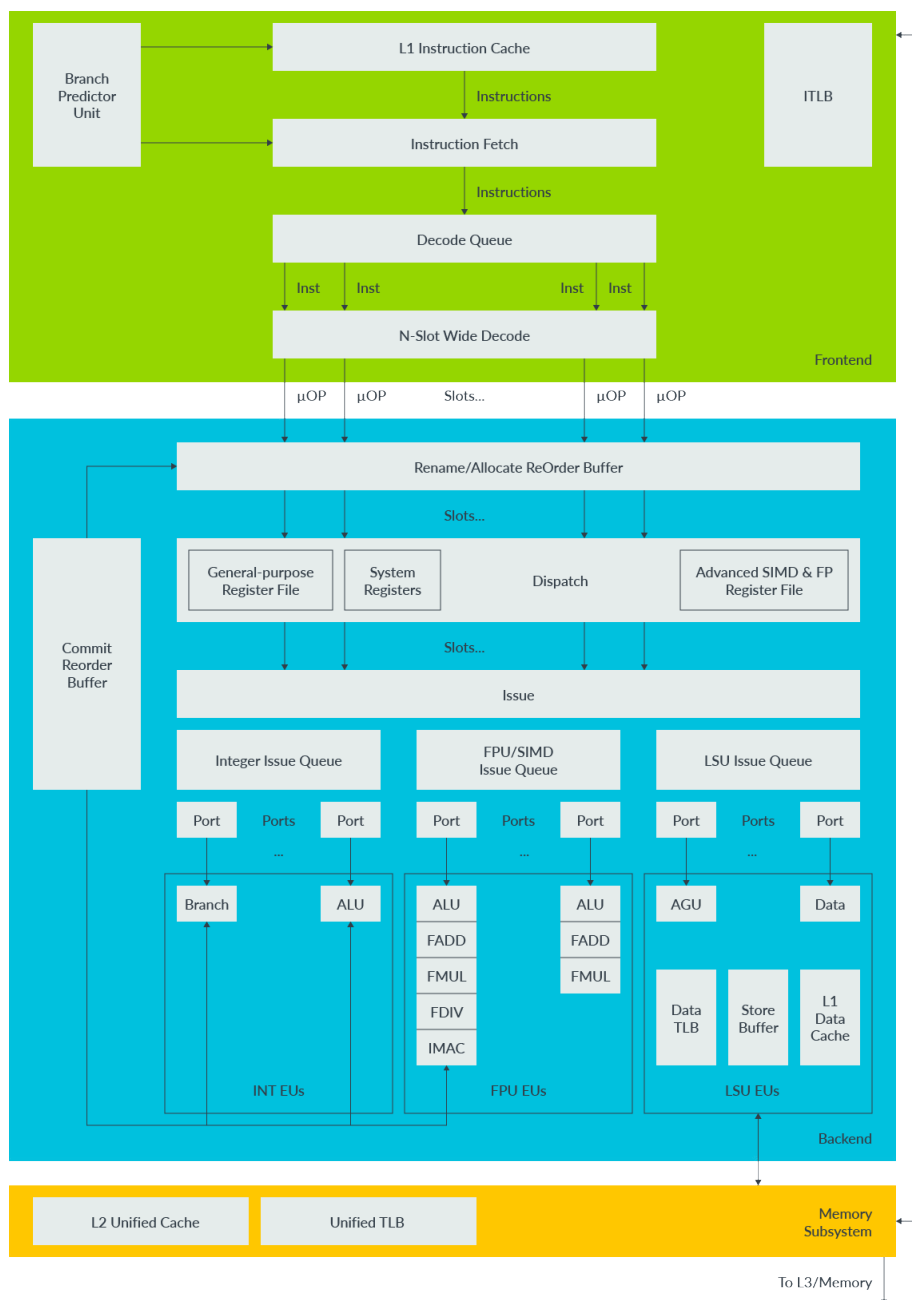 Branch
Predictor
Unit
L1 Instruction Cache
ITLB
Instructions
Instruction Fetch
Instructions
Decode Queue
Inst
Inst
Inst
Inst
N-Slot Wide Decode
Frontend
μOP
μOP
Slots...
μOP
μOP
Rename/Allocate ReOrder Buffer
Slots...
General-purpose
Register File
System
Registers
Dispatch
Advanced SIMD & FP
Register File
Commit
Reorder
Buffer
Slots...
Issue
Integer Issue Queue
FPU/SIMD
Issue Queue
LSU Issue Queue
Port
Ports
...
Port
Port
Ports
...
Port
Port
Ports
...
Port
Branch
ALU
INT EUs
ALU
FADD
FMUL
FDIV
IMAC
ALU
FADD
FMUL
FPU EUs
AGU
Data
Data
TLB
Store
Buffer
L1
Data
Cache
LSU EUs
Backend
L2 Unified Cache
Unified TLB
Memory
Subsystem
To L3/Memory